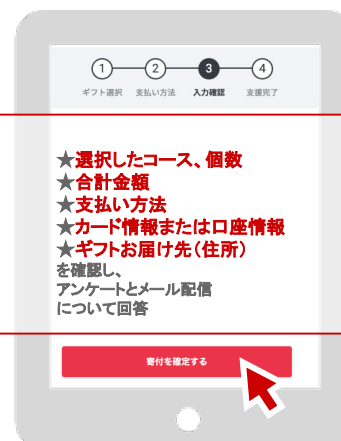 1 2 3 4
ギフト選択 支払い方法 入力確認 支援完了
★選択したコース、個数
★合計金額
★支払い方法
★カード情報または口座情報
★ギフトお届け先(住所)
を確認し、
アンケートとメール配信
について回答
寄付を確定する